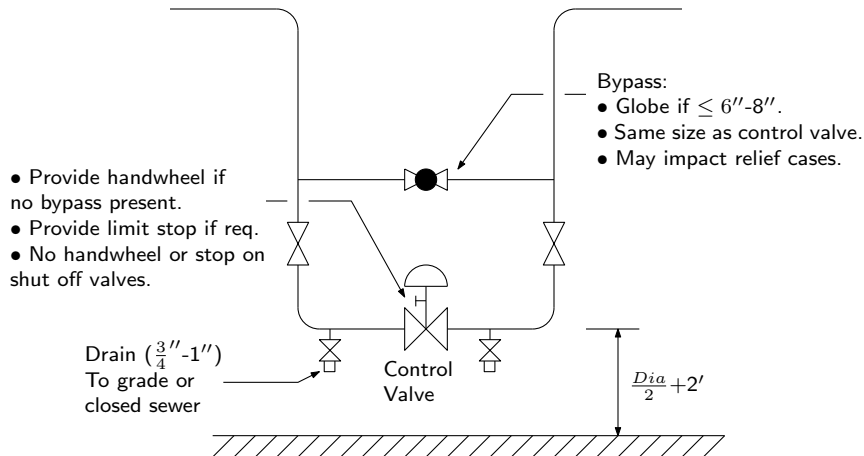 Bypass:
• Globe if ≤ 6′′-8′′.
• Same size as control valve.
• May impact relief cases.
• Provide handwheel if
no bypass present.
• Provide limit stop if req.
• No handwheel or stop on
shut off valves.
Drain (3/4′′-1′′)
To grade or
closed sewer
Control
Valve
Dia/2+2′